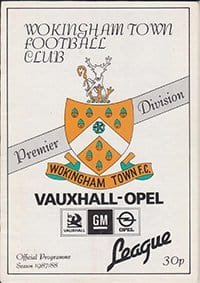 WOKINGHAM TOWN
FOOTBALL
CLUB
Premier Division
WOKINGHAM TOWN F.C.
VAUXHALL-OPEL
VAUXHALL GM OPEL
League
Official Programme
Season 1987/88
30p